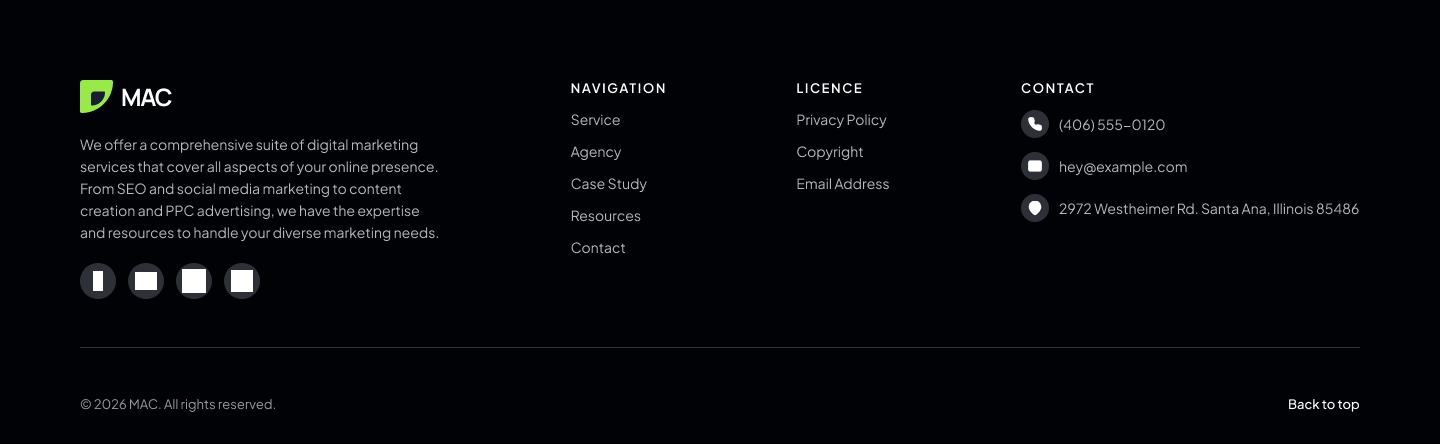 MAC
We offer a comprehensive suite of digital marketing
services that cover all aspects of your online presence.
From SEO and social media marketing to content
creation and PPC advertising, we have the expertise
and resources to handle your diverse marketing needs.
NAVIGATION
Service
Agency
Case Study
Resources
Contact
LICENCE
Privacy Policy
Copyright
Email Address
CONTACT
(406) 555–0120
hey@example.com
2972 Westheimer Rd. Santa Ana, Illinois 85486
© 2026 MAC. All rights reserved.
Back to top